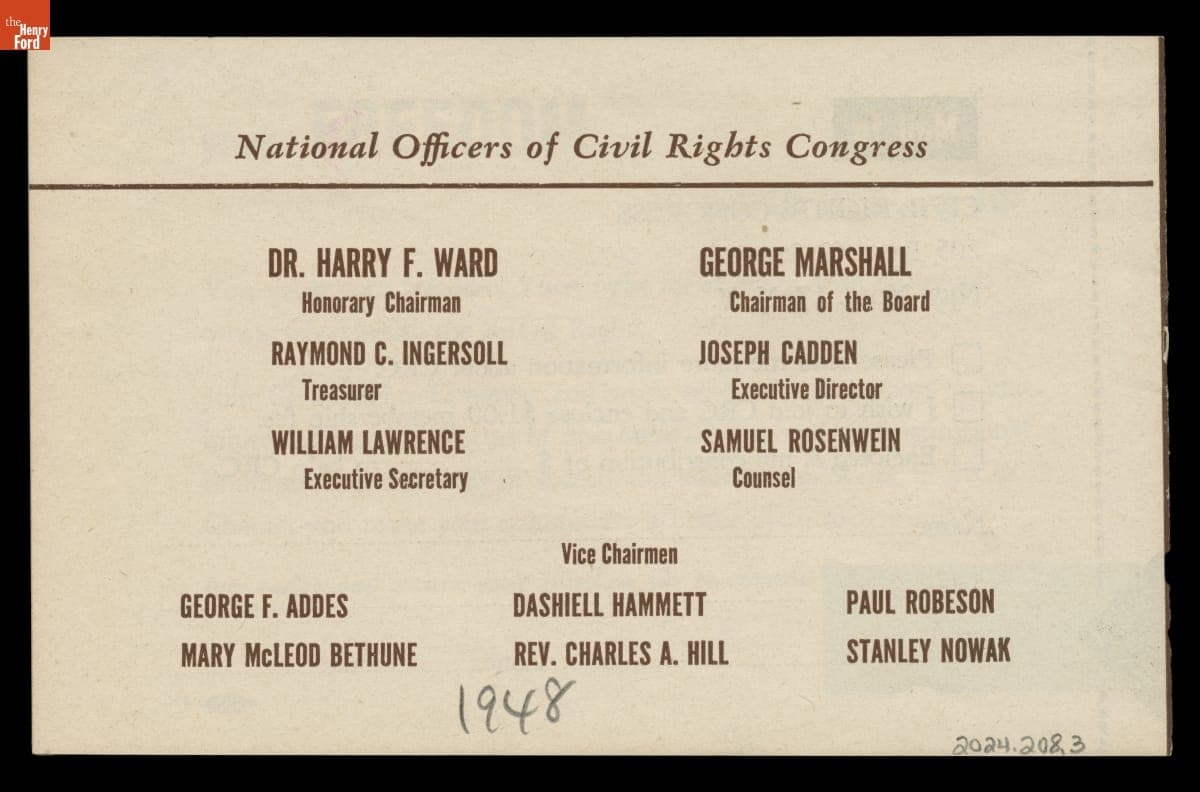 the
Henry
Ford
National Officers of Civil Rights Congress
DR. HARRY F. WARD
Honorary Chairman
GEORGE MARSHALL
Chairman of the Board
RAYMOND C. INGERSOLL
Treasurer
JOSEPH CADDEN
Executive Director
WILLIAM LAWRENCE
Executive Secretary
SAMUEL ROSENWEIN
Counsel
Vice Chairmen
GEORGE F. ADDES
DASHIELL HAMMETT
PAUL ROBESON
MARY McLEOD BETHUNE
REV. CHARLES A. HILL
STANLEY NOWAK
1948
2024.208.3